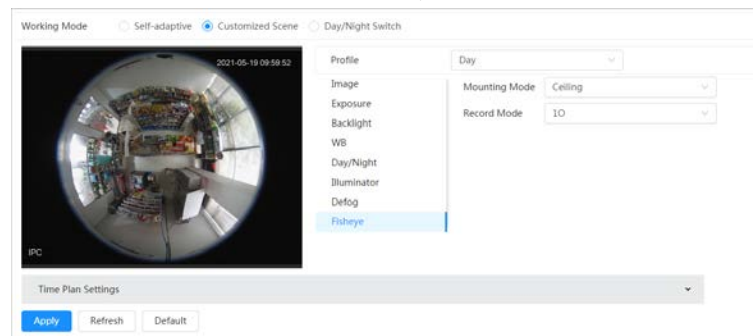 Working Mode Self-adaptive Customized Scene Day/Night Switch
2021-05-19 09:59:52
IPC
Profile Day
Image
Exposure
Backlight
WB
Day/Night
Illuminator
Defog
Fisheye
Mounting Mode Ceiling
Record Mode 1O
Time Plan Settings
Apply Refresh Default